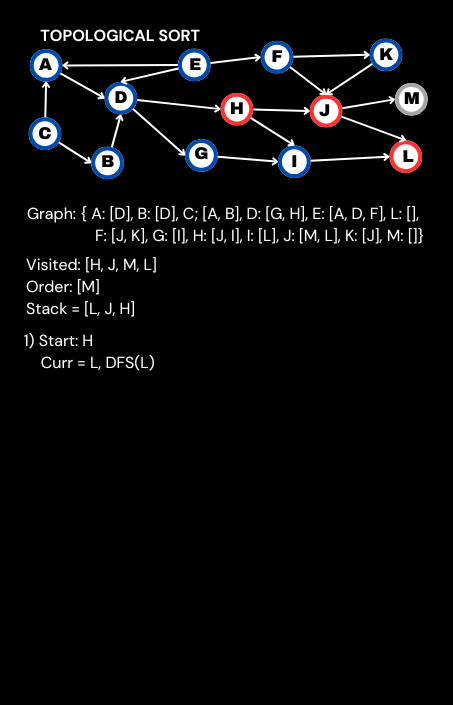 TOPOLOGICAL SORT
A
E
F
K
D
H
J
M
C
B
G
I
L
Graph: { A: [D], B: [D], C; [A, B], D: [G, H], E: [A, D, F], L: [],
F: [J, K], G: [I], H: [J, I], I: [L], J: [M, L], K: [J], M: []}
Visited: [H, J, M, L]
Order: [M]
Stack = [L, J, H]
1) Start: H
Curr = L, DFS(L)